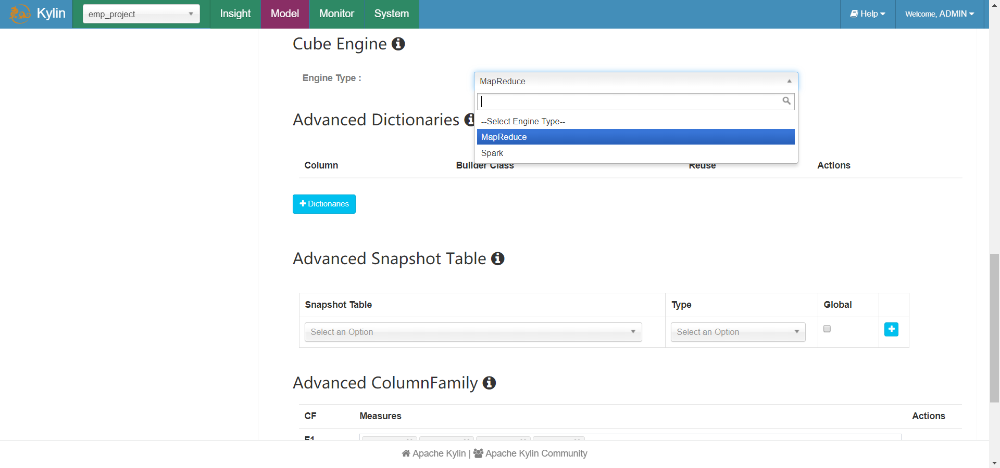 Kylin emp_project Insight Model Monitor System Help Welcome, ADMIN
Cube Engine
Engine Type : MapReduce
--Select Engine Type--
MapReduce
Spark
Advanced Dictionaries
Column Builder Class Reuse Actions
Dictionaries
Advanced Snapshot Table
Snapshot Table Type Global
Select an Option Select an Option
Advanced ColumnFamily
CF Measures Actions
F1
Apache Kylin | Apache Kylin Community